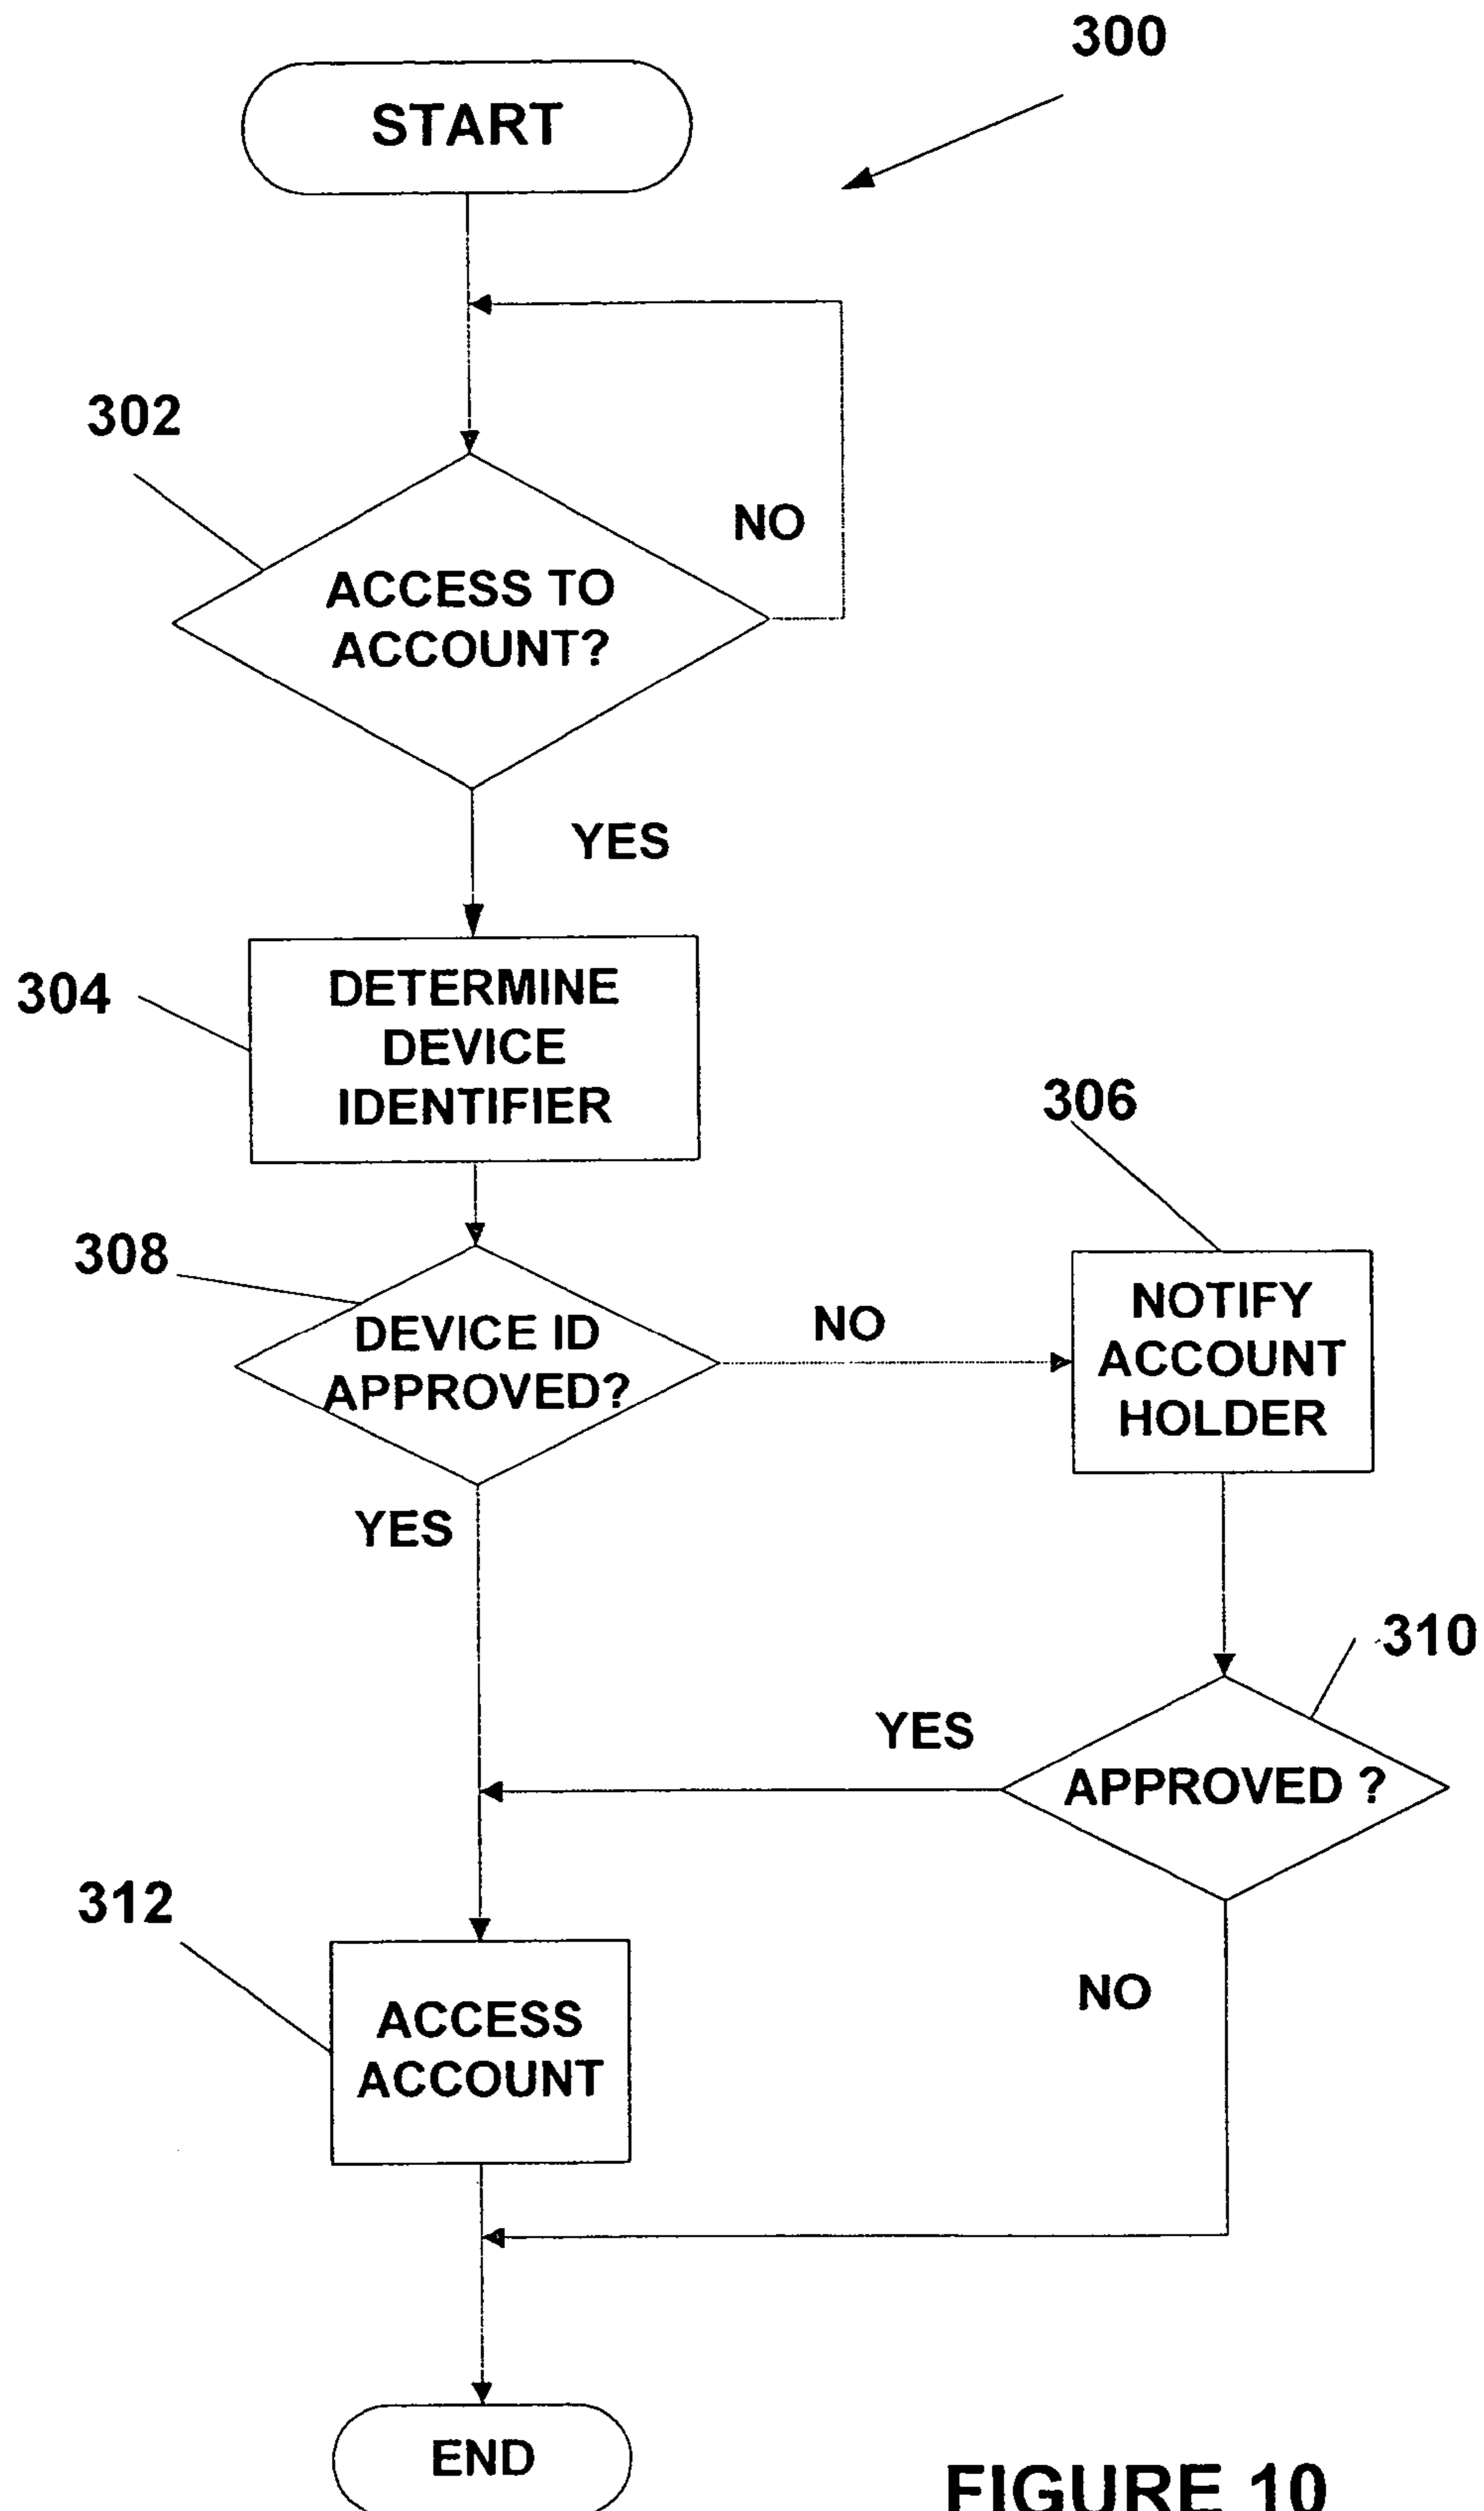 300
START
302
NO
ACCESS TO
ACCOUNT?
YES
304
DETERMINE
DEVICE
IDENTIFIER
306
308
DEVICE ID
APPROVED?
NO
NOTIFY
ACCOUNT
HOLDER
YES
310
YES
APPROVED ?
312
NO
ACCESS
ACCOUNT
END
FIGURE 10